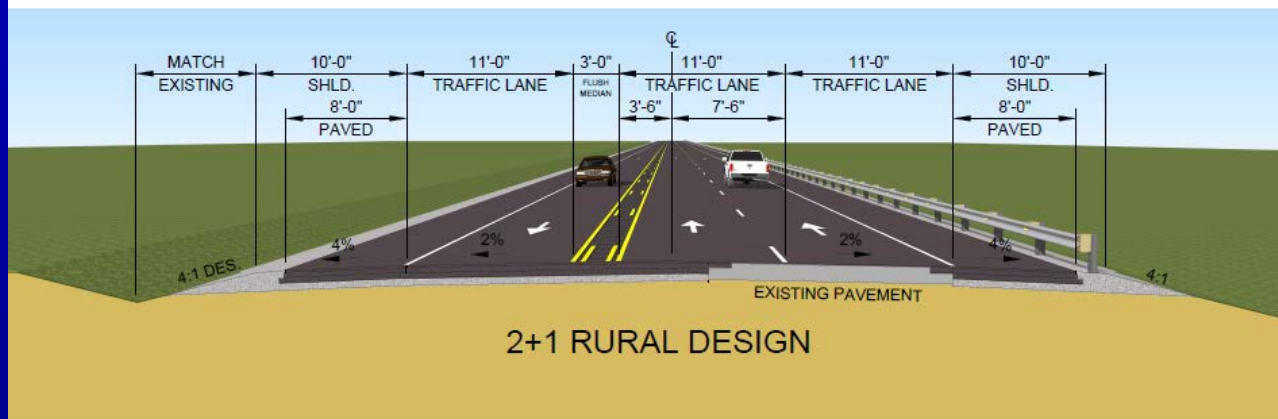 ℄
MATCH
EXISTING
10'-0"
SHLD.
8'-0"
PAVED
11'-0"
TRAFFIC LANE
3'-0"
FLUSH
MEDIAN
11'-0"
TRAFFIC LANE
3'-6" 7'-6"
11'-0"
TRAFFIC LANE
10'-0"
SHLD.
8'-0"
PAVED
4:1 DES.
4%
2%
2%
4%
4:1
EXISTING PAVEMENT
2+1 RURAL DESIGN